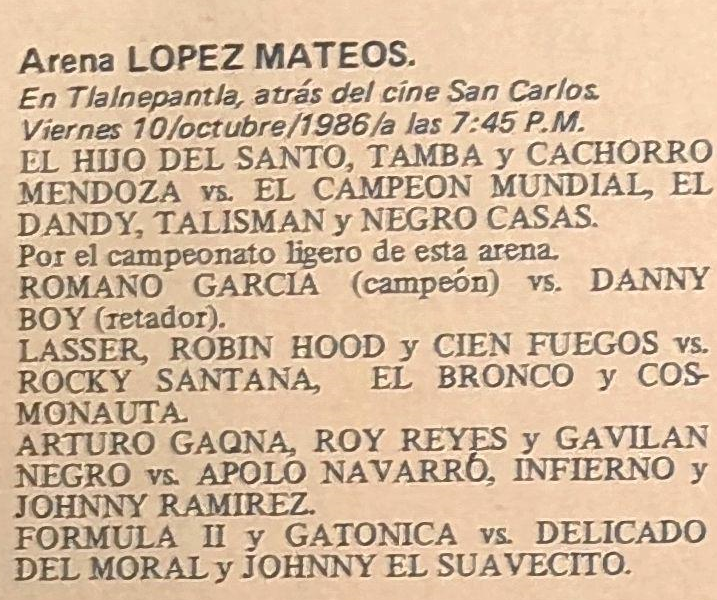 Arena LOPEZ MATEOS.
En Tlalnepantla, atrás del cine San Carlos.
Viernes 10/octubre/1986/a las 7:45 P.M.
EL HIJO DEL SANTO, TAMBA y CACHORRO
MENDOZA vs. EL CAMPEON MUNDIAL, EL
DANDY, TALISMAN y NEGRO CASAS.
Por el campeonato ligero de esta arena.
ROMANO GARCIA (campeón) vs. DANNY
BOY (retador).
LASSER, ROBIN HOOD y CIEN FUEGOS vs.
ROCKY SANTANA, EL BRONCO y COS-
MONAUTA.
ARTURO GAONA, ROY REYES y GAVILAN
NEGRO vs. APOLO NAVARRO, INFIERNO y
JOHNNY RAMIREZ.
FORMULA II y GATONICA vs. DELICADO
DEL MORAL y JOHNNY EL SUAVECITO.